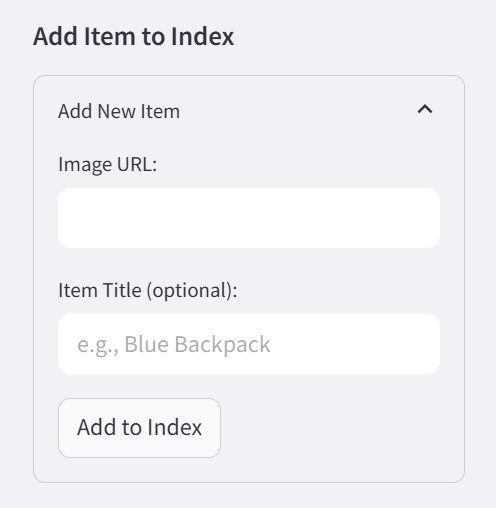 Add Item to Index
Add New Item
Image URL:
Item Title (optional):
e.g., Blue Backpack
Add to Index